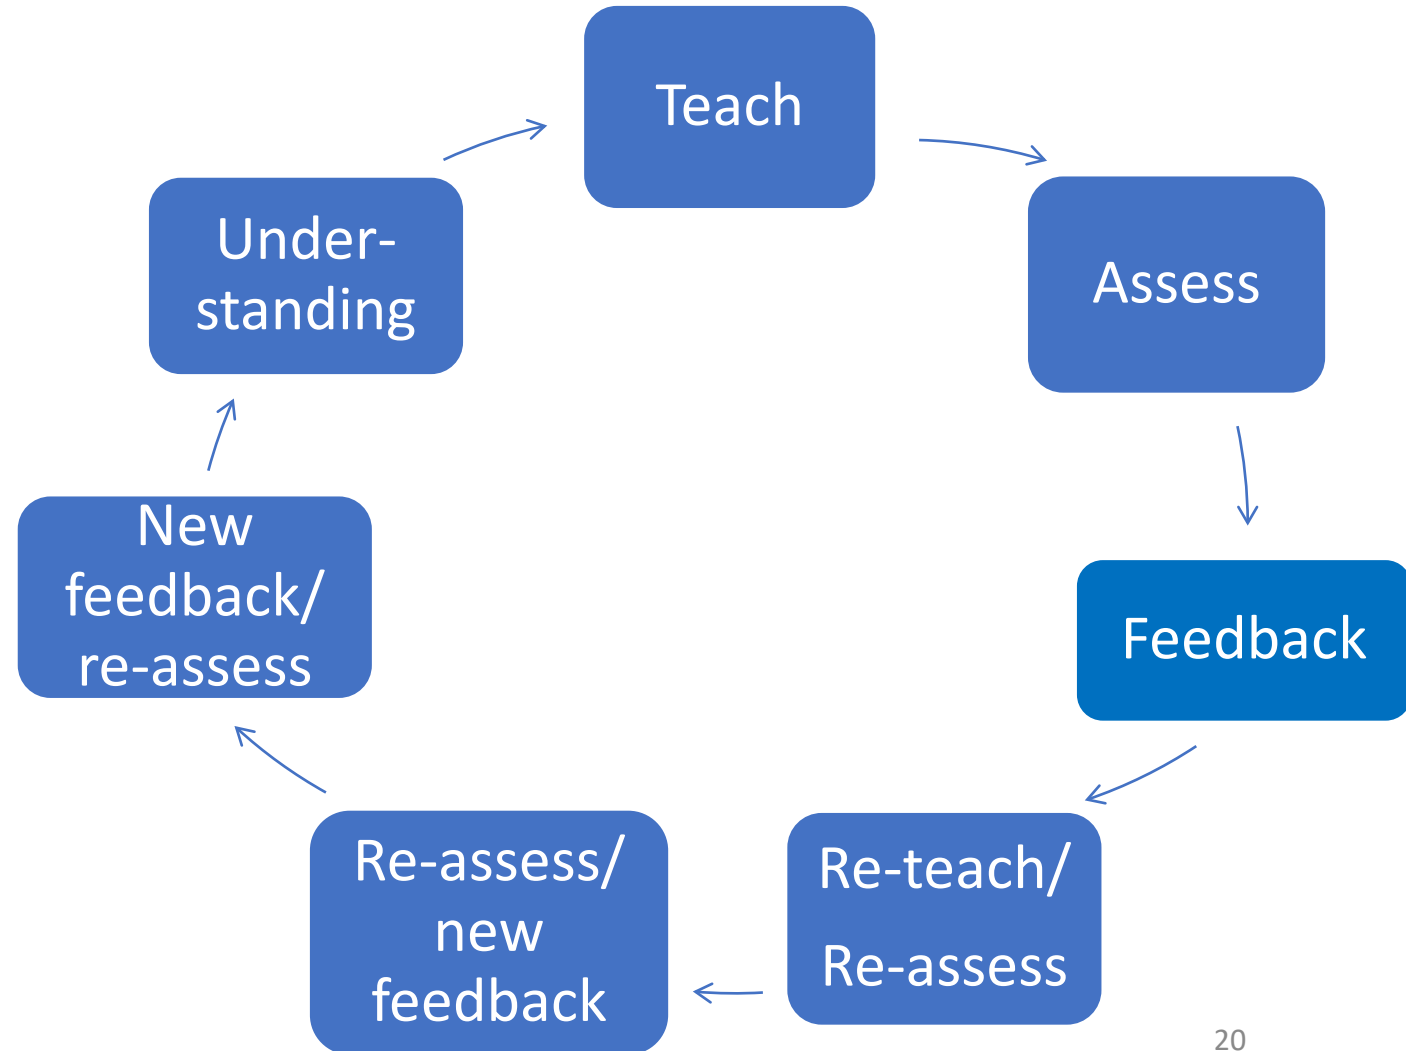 Teach
Assess
Feedback
Re-teach/
Re-assess
Re-assess/
new
feedback
New
feedback/
re-assess
Under-
standing
20